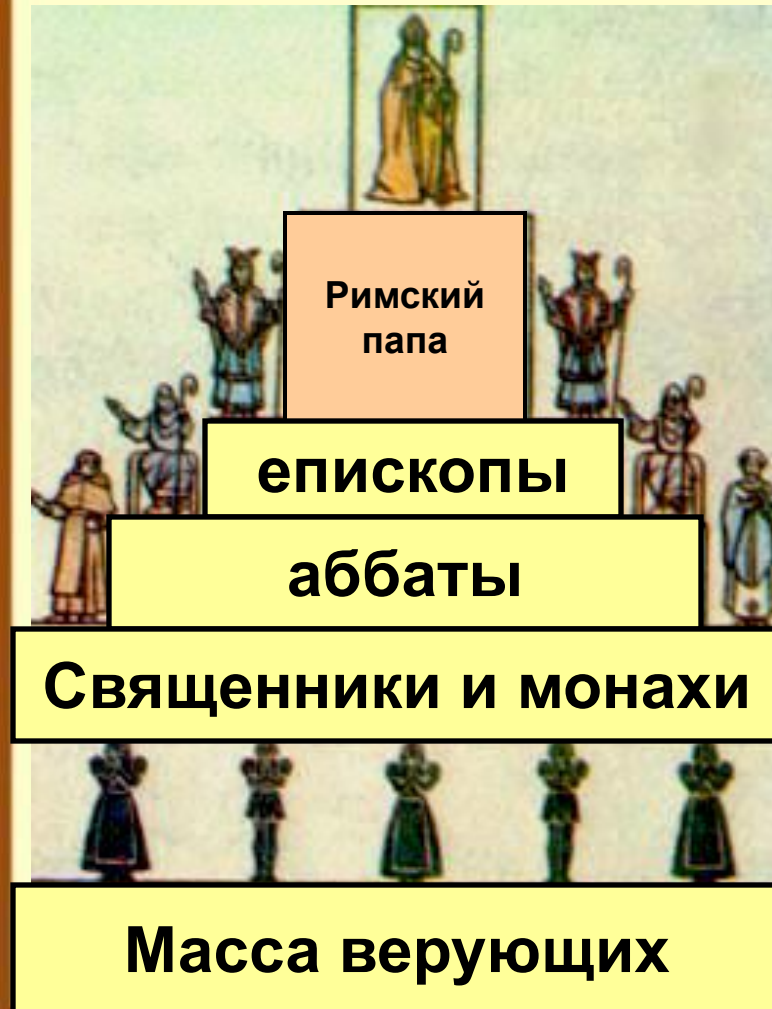 Римский
папа
епископы
аббаты
Священники и монахи
Масса верующих